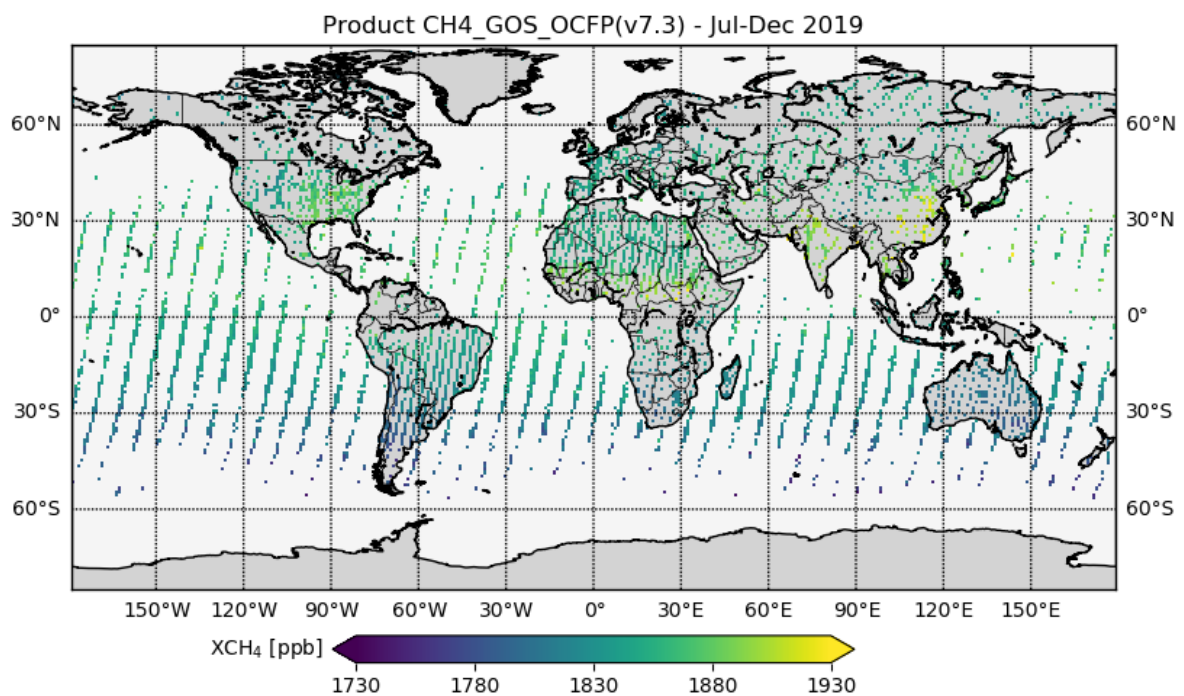 Product CH4_GOS_OCFP(v7.3) - Jul-Dec 2019
60°N 60°N
30°N 30°N
0° 0°
30°S 30°S
60°S 60°S
150°W 120°W 90°W 60°W 30°W 0° 30°E 60°E 90°E 120°E 150°E
XCH₄ [ppb]
1730 1780 1830 1880 1930